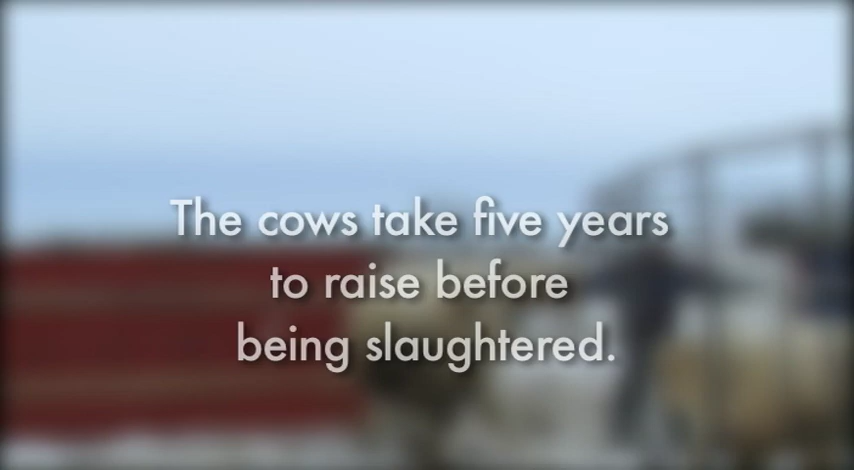 The cows take five years
to raise before
being slaughtered.